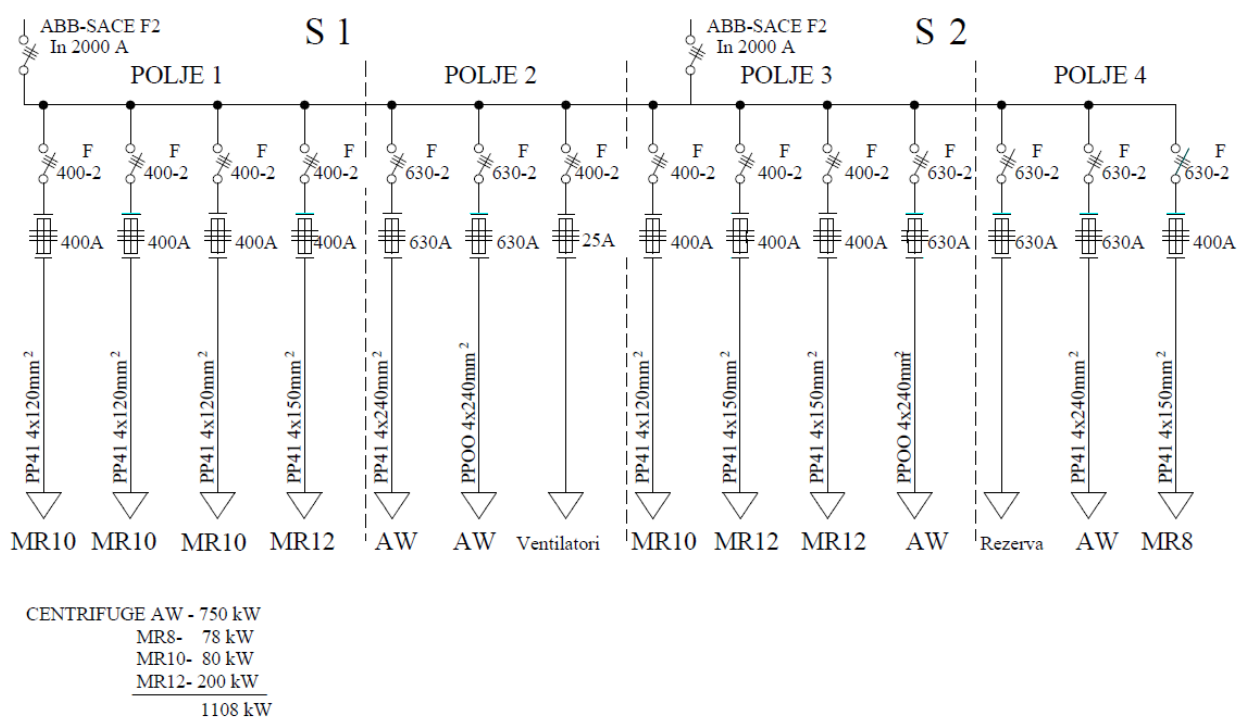 ABB-SACE F2
In 2000 A
S 1
ABB-SACE F2
In 2000 A
S 2
POLJE 1
POLJE 2
POLJE 3
POLJE 4
F
400-2
F
400-2
F
400-2
F
400-2
F
630-2
F
630-2
F
400-2
F
400-2
F
400-2
F
400-2
F
630-2
F
630-2
F
630-2
F
630-2
400A
400A
400A
400A
630A
630A
25A
400A
400A
400A
630A
630A
630A
400A
PP41 4x120mm²
PP41 4x120mm²
PP41 4x120mm²
PP41 4x150mm²
PP41 4x240mm²
PPOO 4x240mm²
PP41 4x120mm²
PP41 4x150mm²
PP41 4x150mm²
PPOO 4x240mm²
PP41 4x240mm²
PP41 4x150mm²
MR10
MR10
MR10
MR12
AW
AW
Ventilatori
MR10
MR12
MR12
AW
Rezerva
AW
MR8
CENTRIFUGE AW - 750 kW
MR8- 78 kW
MR10- 80 kW
MR12- 200 kW
1108 kW